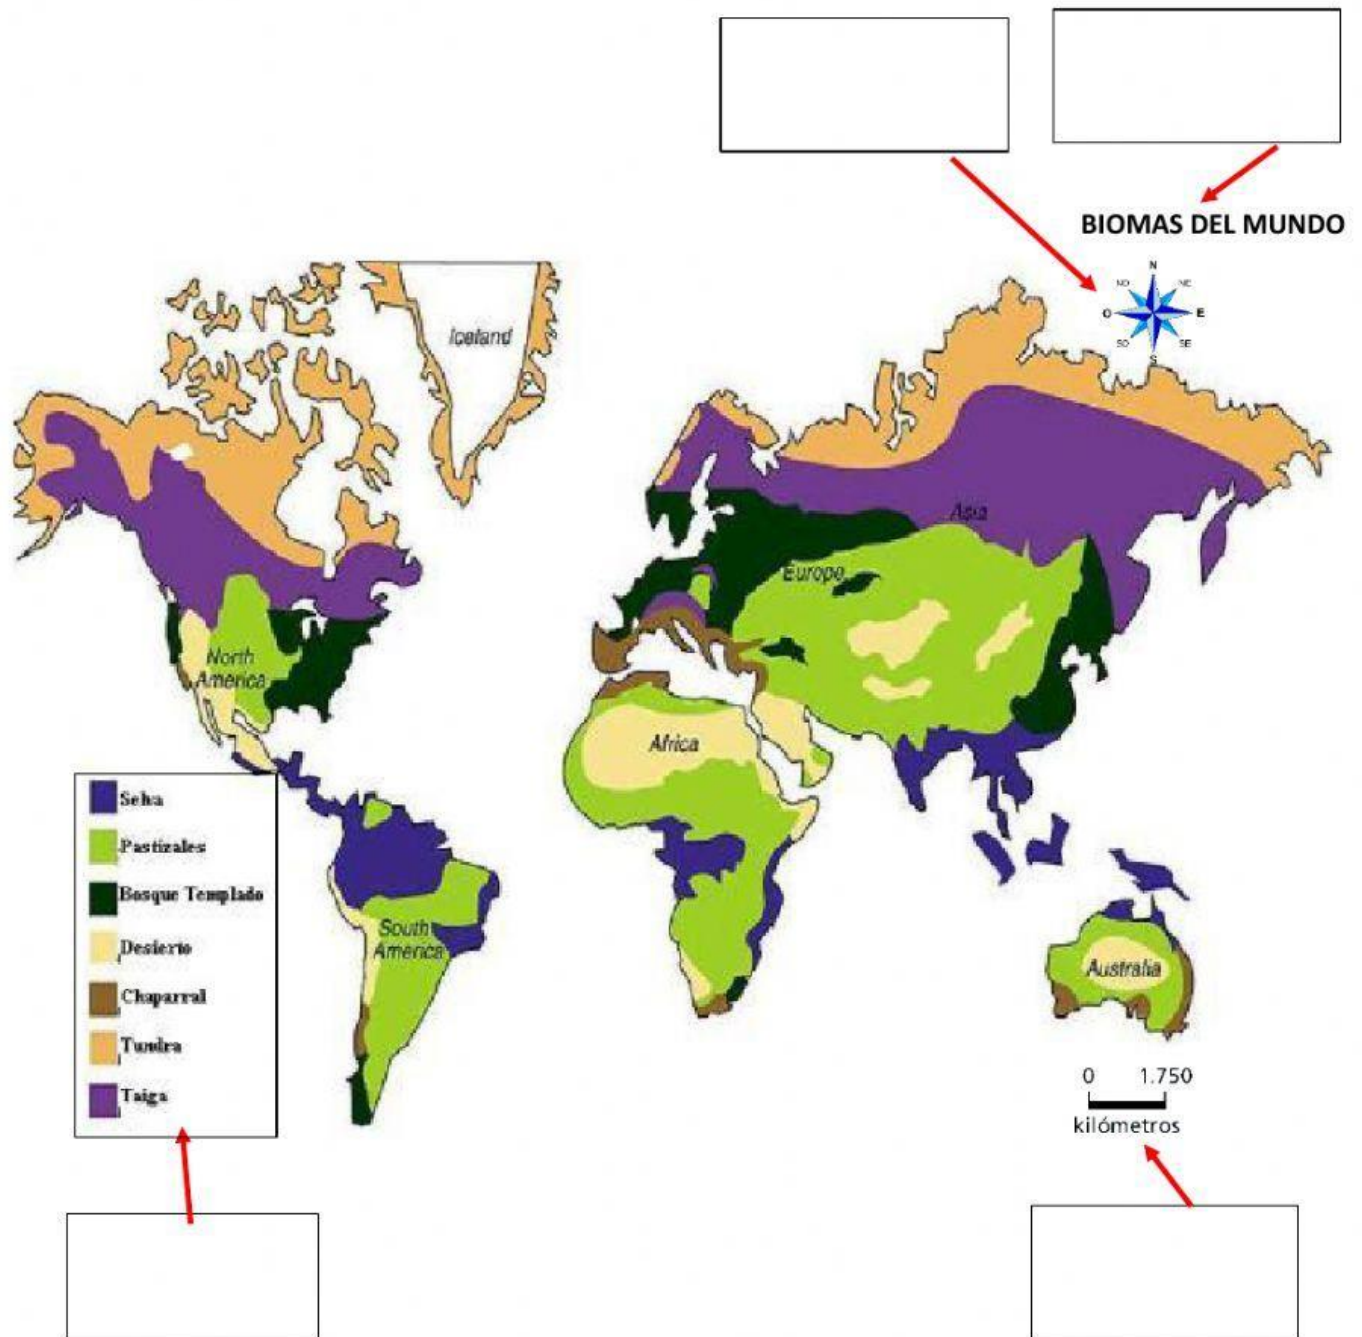 BIOMAS DEL MUNDO
N
NO
NE
O
E
SO
SE
S
Iceland
Asia
Europe
North
America
Africa
Selva
Pastizales
Bosque Templado
South
America
Desierto
Australia
Chaparral
Tundra
0 1.750
Taiga
kilómetros